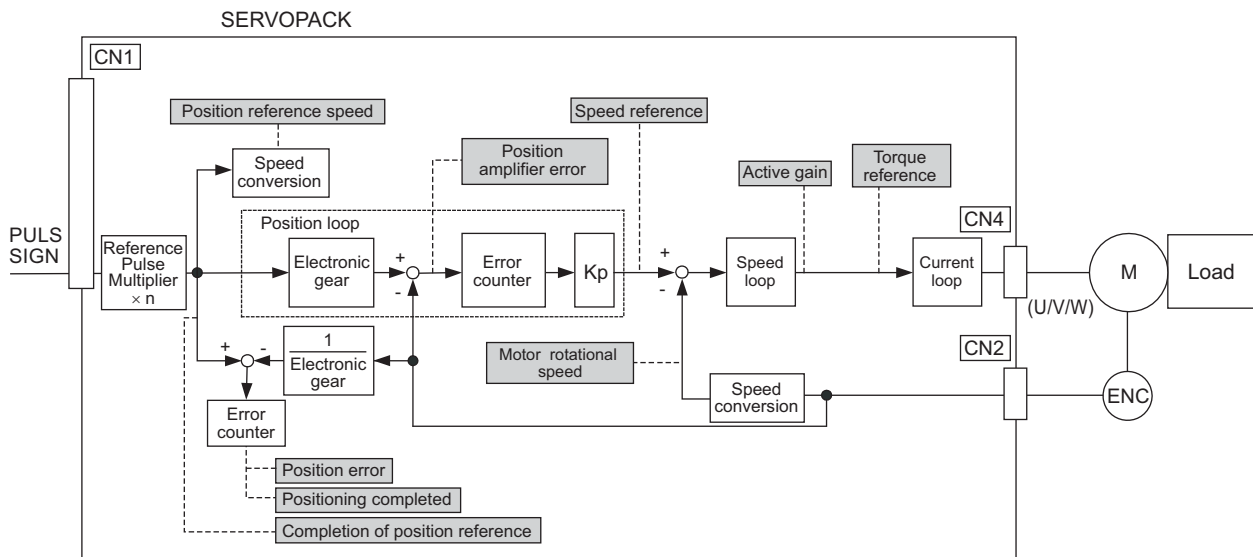 SERVOPACK
CN1
Position reference speed
Speed reference
Speed
conversion
Position
amplifier error
Active gain
Torque
reference
Position loop
PULS
SIGN
Reference
Pulse
Multiplier
× n
Electronic
gear
+
-
Error
counter
Kp
+
-
Speed
loop
Current
loop
CN4
(U/V/W)
M
Load
+
-
1
Electronic
gear
Motor rotational
speed
Speed
conversion
CN2
ENC
Error
counter
Position error
Positioning completed
Completion of position reference